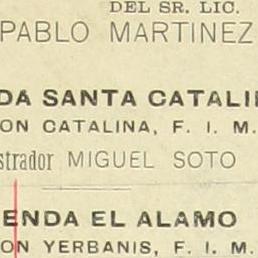 DEL SR. LIC.
PABLO MARTINEZ
DA SANTA CATALI
ON CATALINA, F. I. M.
strador MIGUEL SOTO
ENDA EL ALAMO
ON YERBANIS, F. I. M.